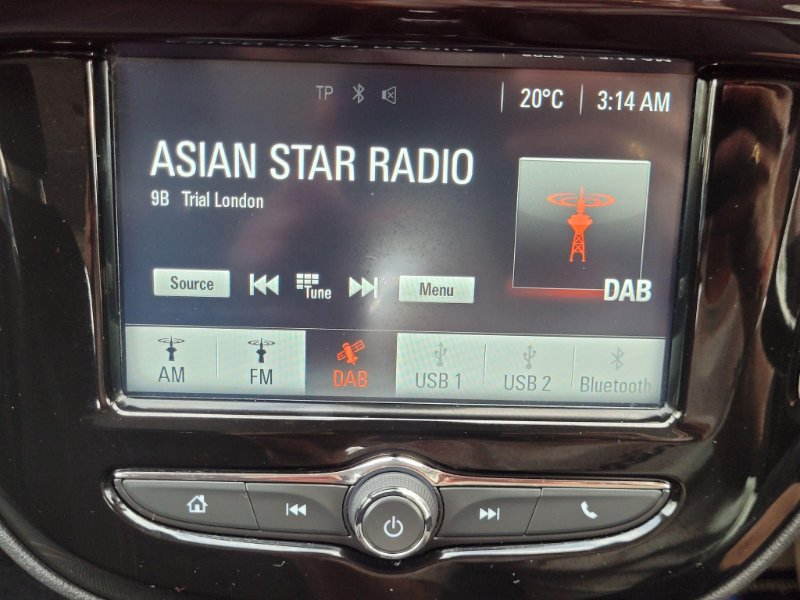 TP
20°C
3:14 AM
ASIAN STAR RADIO
9B Trial London
DAB
Source
Tune
Menu
AM
FM
DAB
USB 1
USB 2
Bluetooth